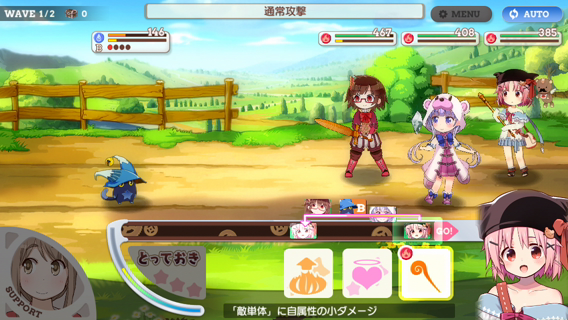 WAVE 1/2 0
通常攻撃
MENU
AUTO
146
B
467
408
385
B
GO!
とっておき
SUPPORT
「敵単体」に自属性の小ダメージ